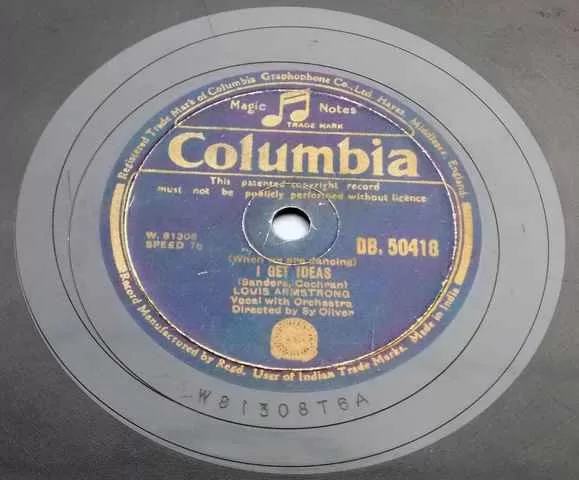 Registered Trade Mark of Columbia Graphophone Co., Ltd. Hayes, Middlesex, England.
Magic Notes
TRADE MARK
Columbia
This patented copyright record
must not be publicly performed without licence
W. 81308
SPEED 78
DB. 50418
(When we are dancing)
I GET IDEAS
(Sanders, Cochran)
LOUIS ARMSTRONG
Vocal with Orchestra
Directed by Sy Oliver
Record Manufactured by Regd. User of Indian Trade Marks. Made in India
W81308T6A